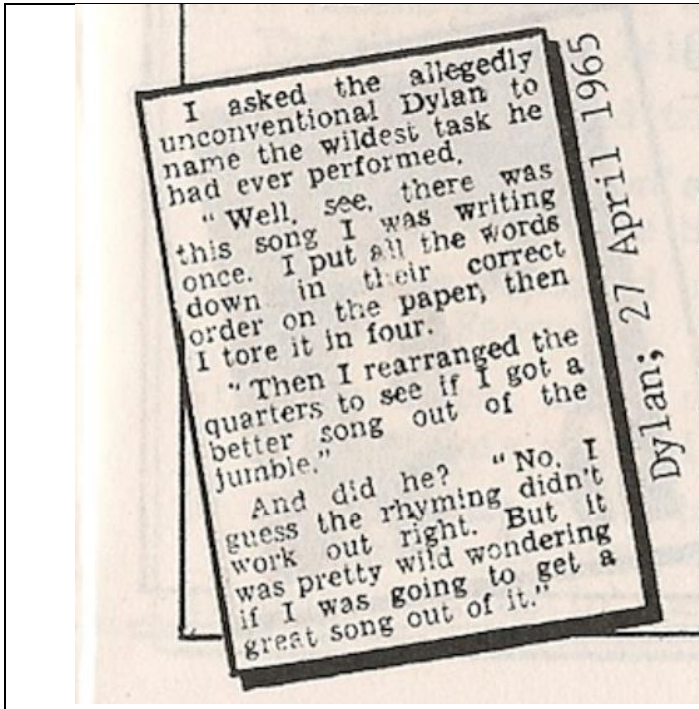 I asked the allegedly
unconventional Dylan to
name the wildest task he
had ever performed.
"Well, see, there was
this song I was writing
once. I put all the words
down in their correct
order on the paper, then
I tore it in four.
"Then I rearranged the
quarters to see if I got a
better song out of the
jumble."
And did he? "No. I
guess the rhyming didn't
work out right. But it
was pretty wild wondering
if I was going to get a
great song out of it."
Dylan; 27 April 1965